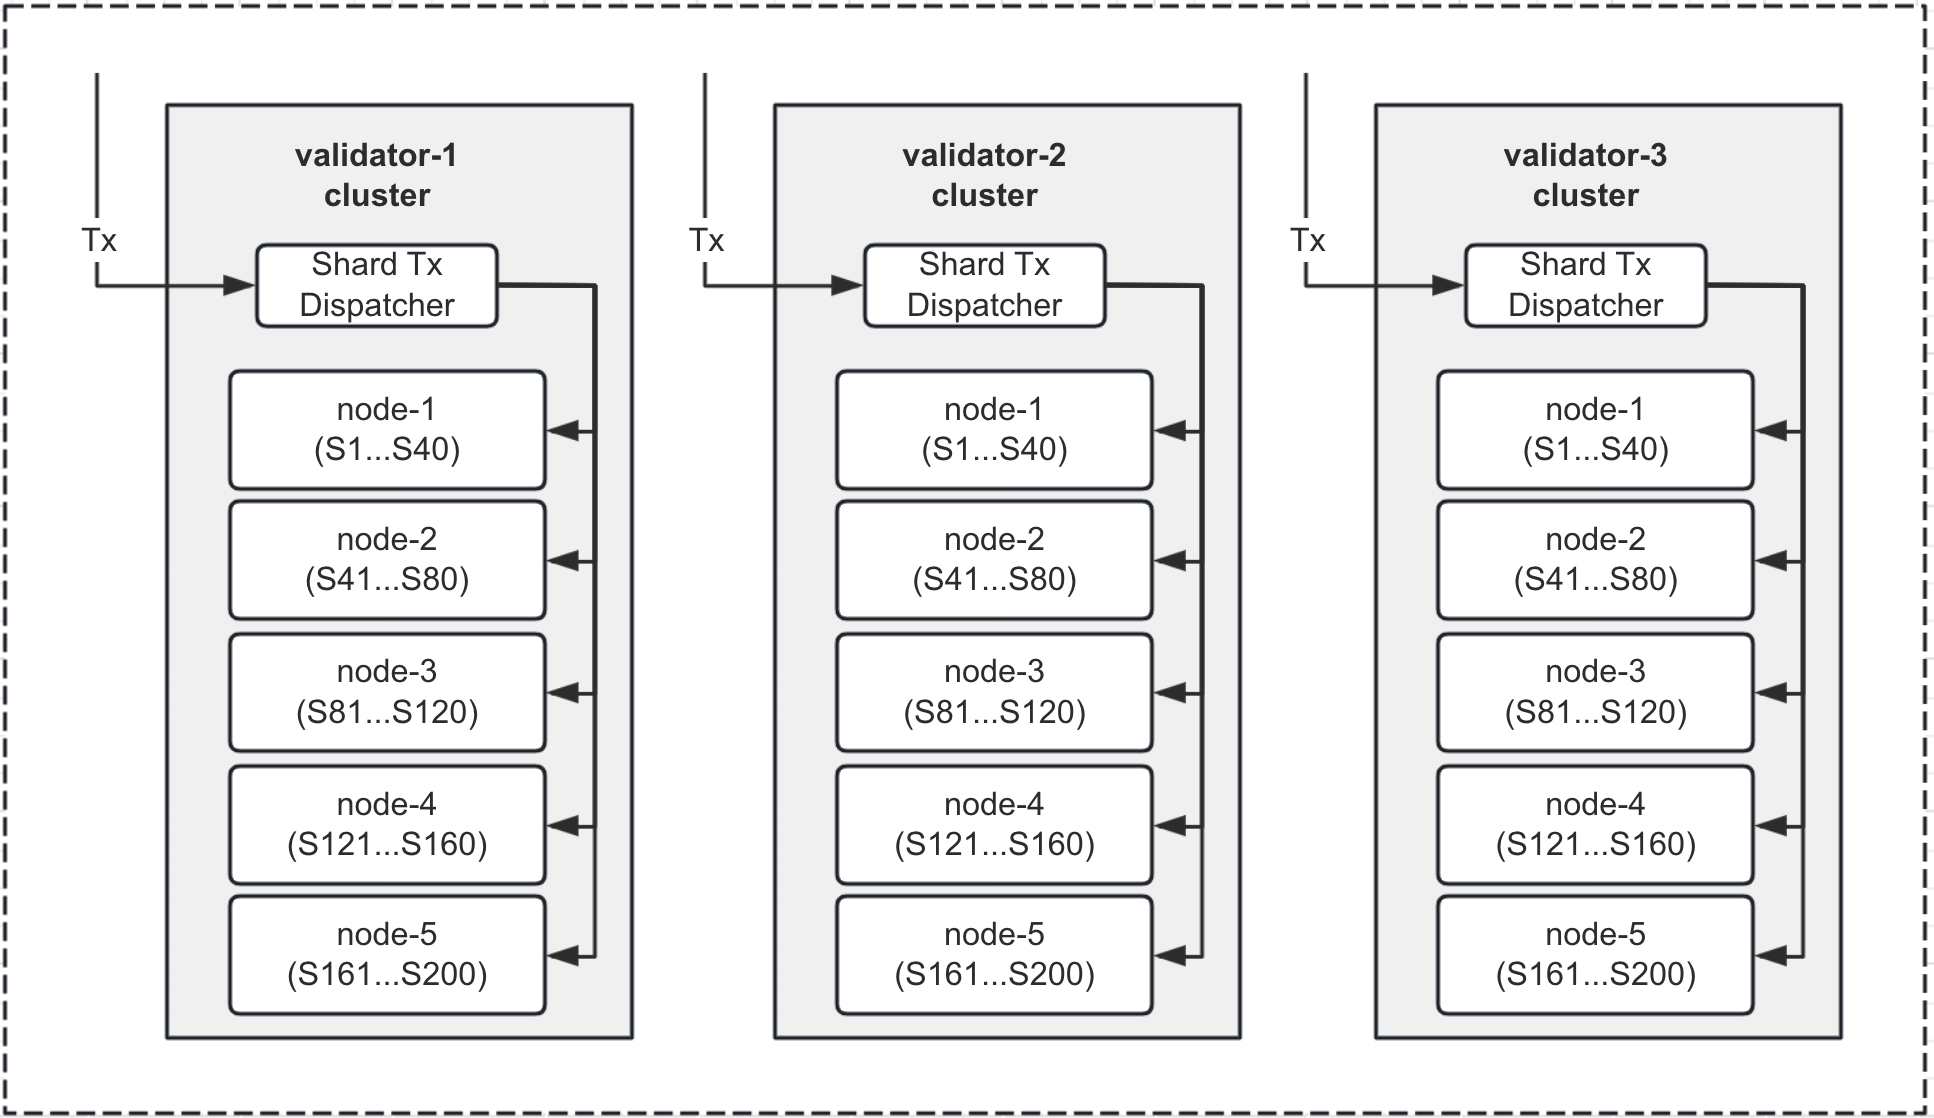 Tx
validator-1
cluster
Shard Tx
Dispatcher
node-1
(S1...S40)
node-2
(S41...S80)
node-3
(S81...S120)
node-4
(S121...S160)
node-5
(S161...S200)
Tx
validator-2
cluster
Shard Tx
Dispatcher
node-1
(S1...S40)
node-2
(S41...S80)
node-3
(S81...S120)
node-4
(S121...S160)
node-5
(S161...S200)
Tx
validator-3
cluster
Shard Tx
Dispatcher
node-1
(S1...S40)
node-2
(S41...S80)
node-3
(S81...S120)
node-4
(S121...S160)
node-5
(S161...S200)